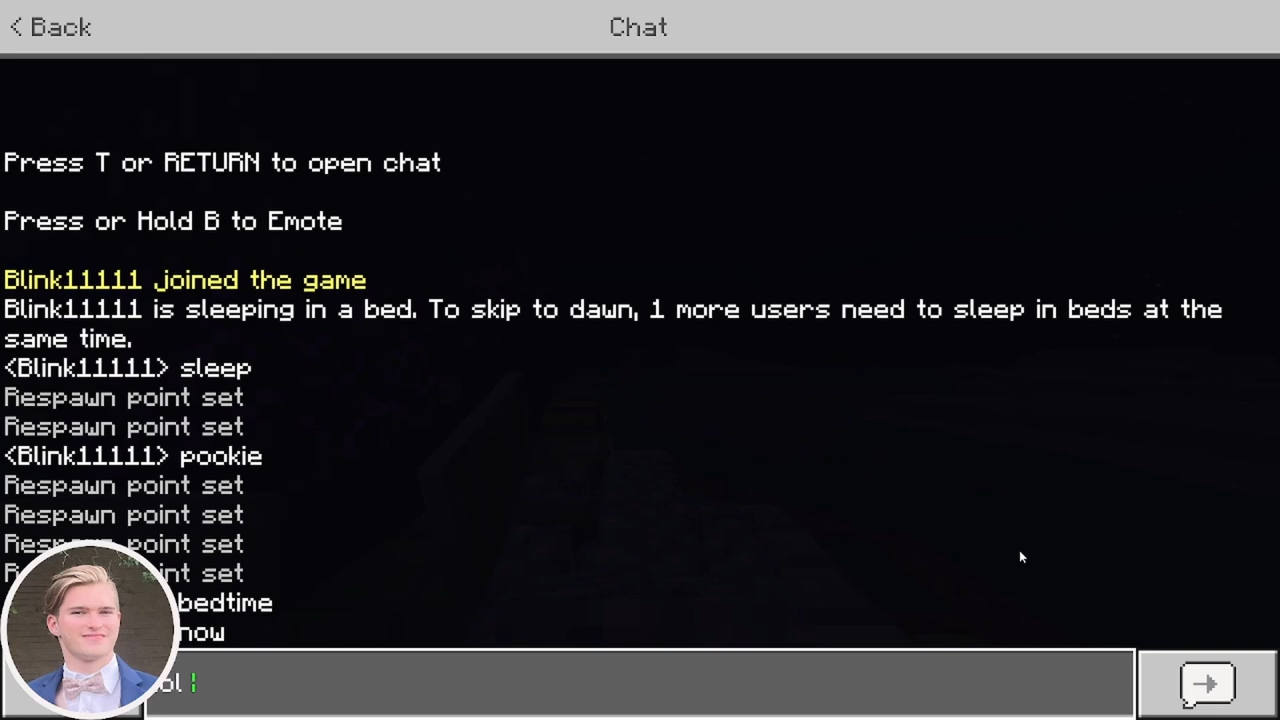 < Back
Chat
Press T or RETURN to open chat
Press or Hold B to Emote
Blink11111 joined the game
Blink11111 is sleeping in a bed. To skip to dawn, 1 more users need to sleep in beds at the
same time.
<Blink11111> sleep
Respawn point set
Respawn point set
<Blink11111> pookie
Respawn point set
Respawn point set
point set
point set
bedtime
now